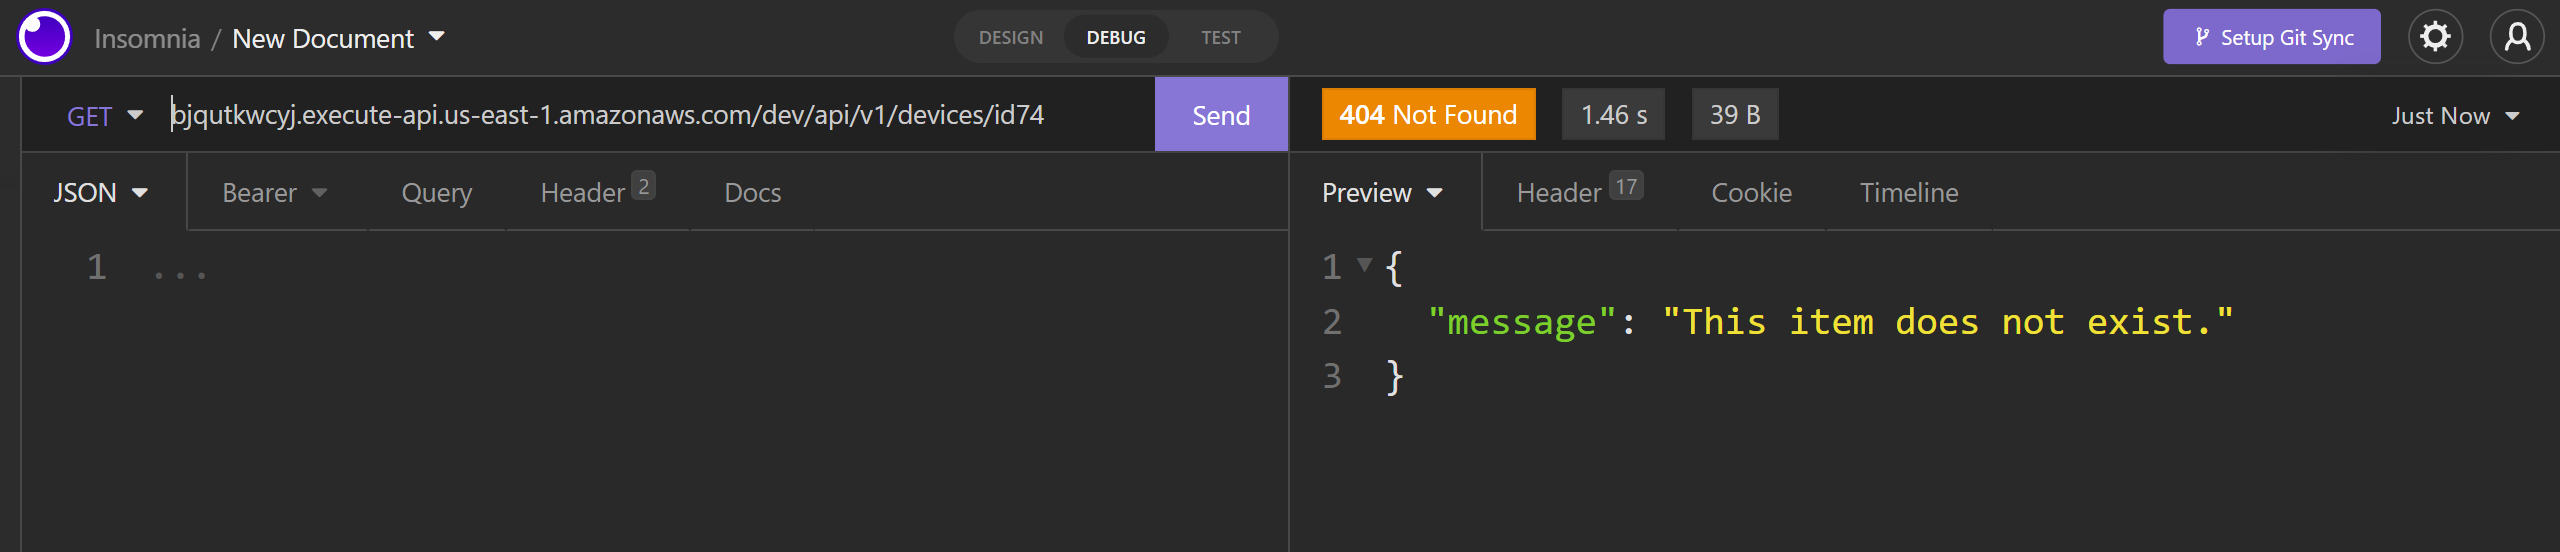 Insomnia / New Document
DESIGN DEBUG TEST
Setup Git Sync
GET bjqutkwcyj.execute-api.us-east-1.amazonaws.com/dev/api/v1/devices/id74 Send
404 Not Found 1.46 s 39 B Just Now
JSON Bearer Query Header 2 Docs
Preview Header 17 Cookie Timeline
1 ...
1 {
2 "message": "This item does not exist."
3 }